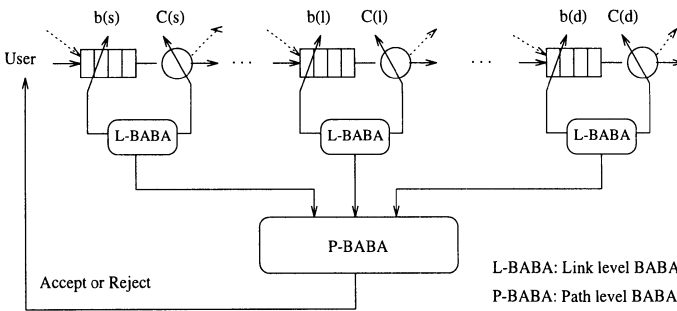 b(s) C(s) b(l) C(l) b(d) C(d)
User
L-BABA L-BABA L-BABA
P-BABA
L-BABA: Link level BABA
Accept or Reject
P-BABA: Path level BABA